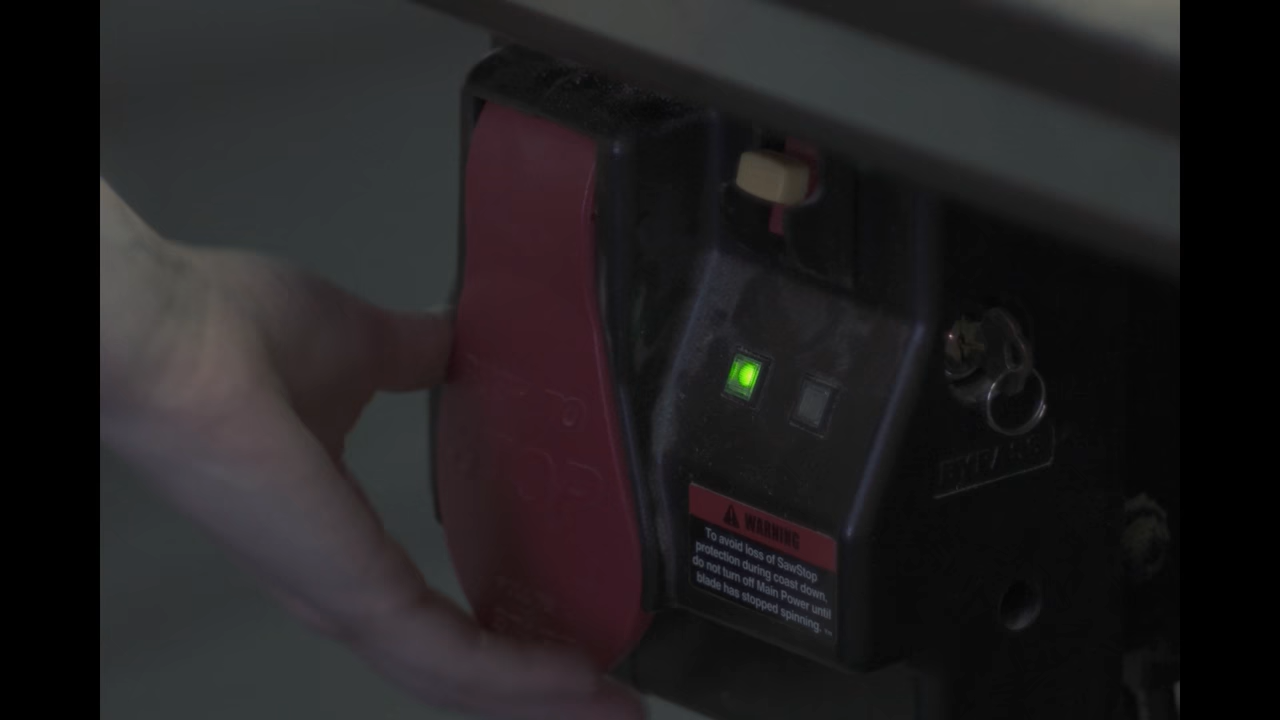 WARNING
To avoid loss of SawStop
protection during coast down,
do not turn off Main Power until
blade has stopped spinning. ™